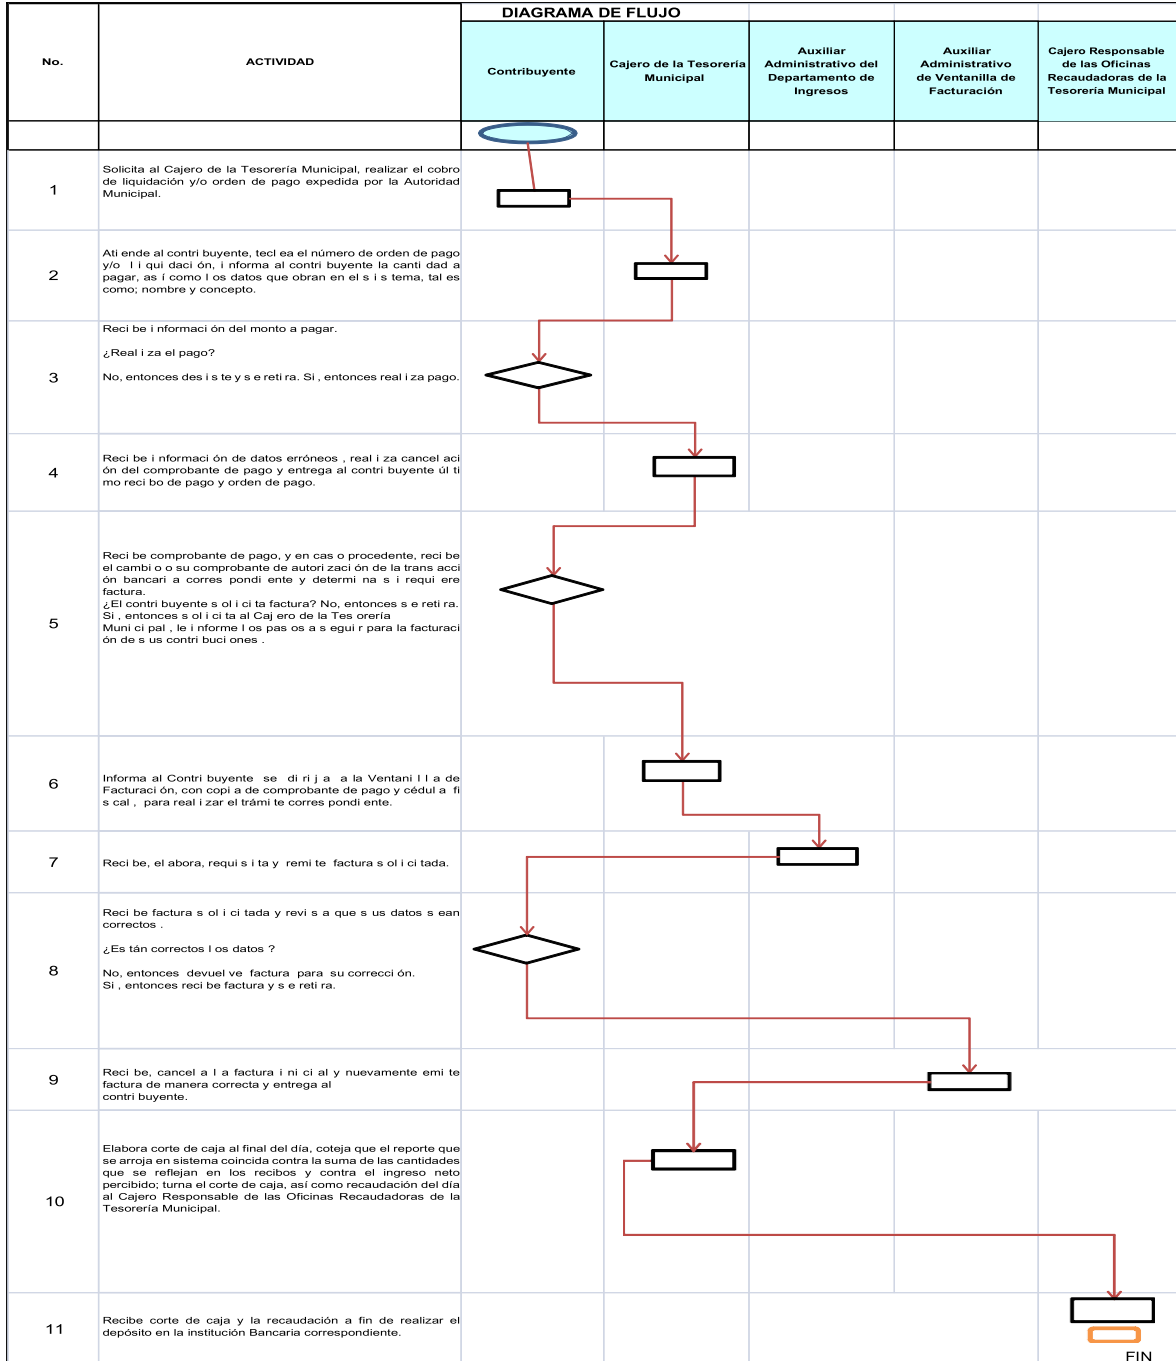 DIAGRAMA DE FLUJO
No.
ACTIVIDAD
Contribuyente
Cajero de la Tesorería
Municipal
Auxiliar
Administrativo del
Departamento de
Ingresos
Auxiliar
Administrativo
de Ventanilla de
Facturación
Cajero Responsable
de las Oficinas
Recaudadoras de la
Tesorería Municipal
1
Solicita al Cajero de la Tesorería Municipal, realizar el cobro
de liquidación y/o orden de pago expedida por la Autoridad
Municipal.
2
Ati ende al contri buyente, tecl ea el número de orden de pago
y/o l i qui daci ón, i nforma al contri buyente la canti dad a
pagar, as í como l os datos que obran en el s i s tema, tal es
como; nombre y concepto.
3
Reci be i nformaci ón del monto a pagar.
¿Real i za el pago?
No, entonces des i s te y s e reti ra. Si , entonces real i za pago.
4
Reci be i nformaci ón de datos erróneos , real i za cancel aci
ón del comprobante de pago y entrega al contri buyente úl ti
mo reci bo de pago y orden de pago.
5
Reci be comprobante de pago, y en cas o procedente, reci be
el cambi o o su comprobante de autori zaci ón de la trans acci
ón bancari a corres pondi ente y determi na s i requi ere
factura.
¿El contri buyente s ol i ci ta factura? No, entonces s e reti ra.
Si , entonces s ol i ci ta al Caj ero de la Tes orería
Muni ci pal , le i nforme l os pas os a s egui r para la facturaci
ón de s us contri buci ones .
6
Informa al Contri buyente se di ri j a a la Ventani l l a de
Facturaci ón, con copi a de comprobante de pago y cédul a fi
s cal , para real i zar el trámi te corres pondi ente.
7
Reci be, el abora, requi s i ta y remi te factura s ol i ci tada.
8
Reci be factura s ol i ci tada y revi s a que s us datos s ean
correctos .
¿Es tán correctos l os datos ?
No, entonces devuel ve factura para su correcci ón.
Si , entonces reci be factura y s e reti ra.
9
Reci be, cancel a l a factura i ni ci al y nuevamente emi te
factura de manera correcta y entrega al
contri buyente.
10
Elabora corte de caja al final del día, coteja que el reporte que
se arroja en sistema coincida contra la suma de las cantidades
que se reflejan en los recibos y contra el ingreso neto
percibido; turna el corte de caja, así como recaudación del día
al Cajero Responsable de las Oficinas Recaudadoras de la
Tesorería Municipal.
11
Recibe corte de caja y la recaudación a fin de realizar el
depósito en la institución Bancaria correspondiente.
FIN